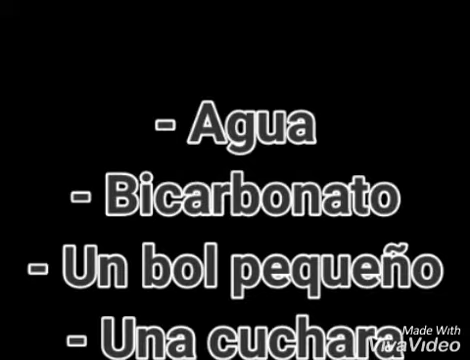 - Agua
- Bicarbonato
- Un bol pequeño
- Una cuchara
Made With
VivaVideo